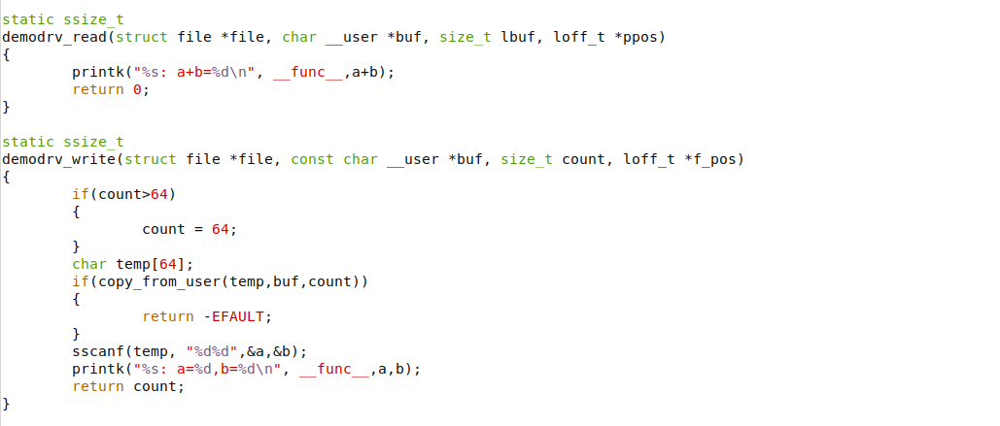 static ssize_t
demodrv_read(struct file *file, char __user *buf, size_t lbuf, loff_t *ppos)
{
        printk("%s: a+b=%d\n", __func__,a+b);
        return 0;
}

static ssize_t
demodrv_write(struct file *file, const char __user *buf, size_t count, loff_t *f_pos)
{
        if(count>64)
        {
                count = 64;
        }
        char temp[64];
        if(copy_from_user(temp,buf,count))
        {
                return -EFAULT;
        }
        sscanf(temp, "%d%d",&a,&b);
        printk("%s: a=%d,b=%d\n", __func__,a,b);
        return count;
}